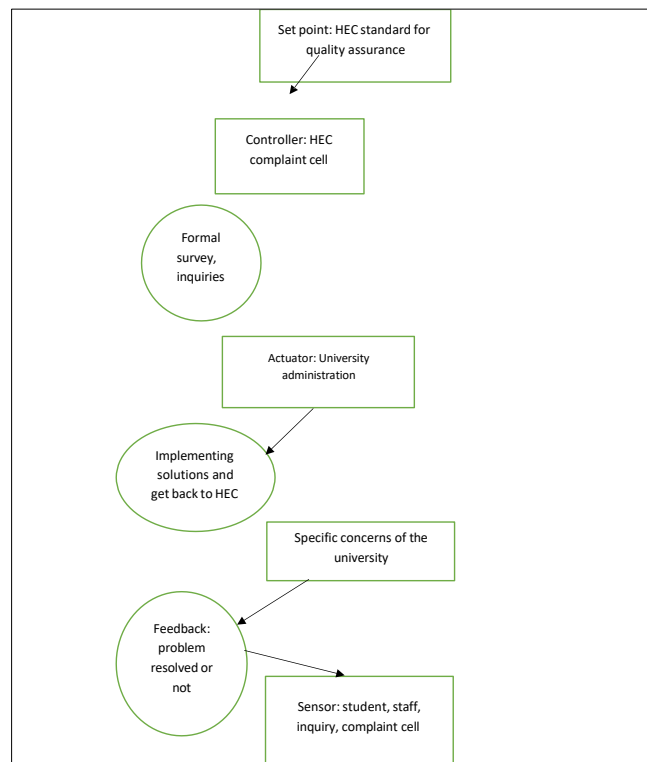 Set point: HEC standard for
quality assurance
Controller: HEC
complaint cell
Formal
survey,
inquiries
Actuator: University
administration
Implementing
solutions and
get back to HEC
Specific concerns of the
university
Feedback:
problem
resolved or
not
Sensor: student, staff,
inquiry, complaint cell